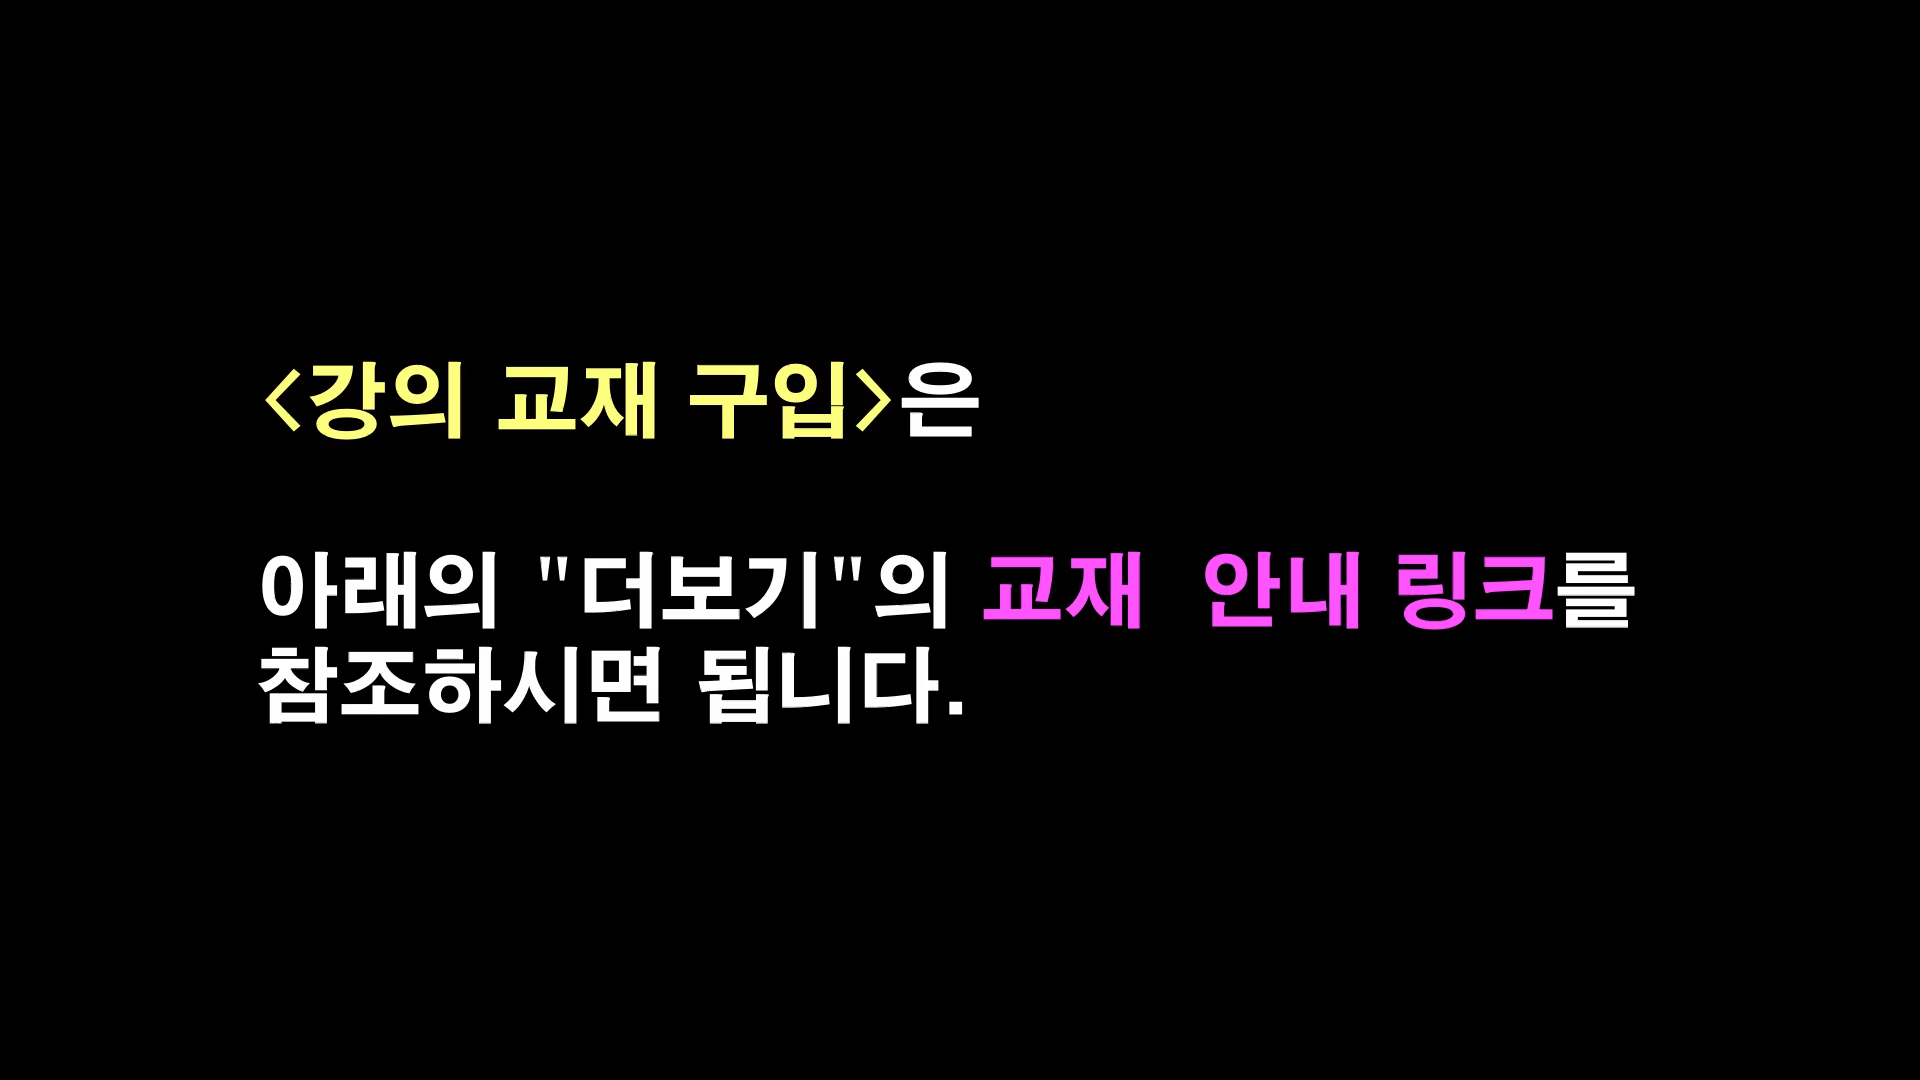 <강의 교재 구입>은
아래의 "더보기"의 교재  안내 링크를
참조하시면 됩니다.